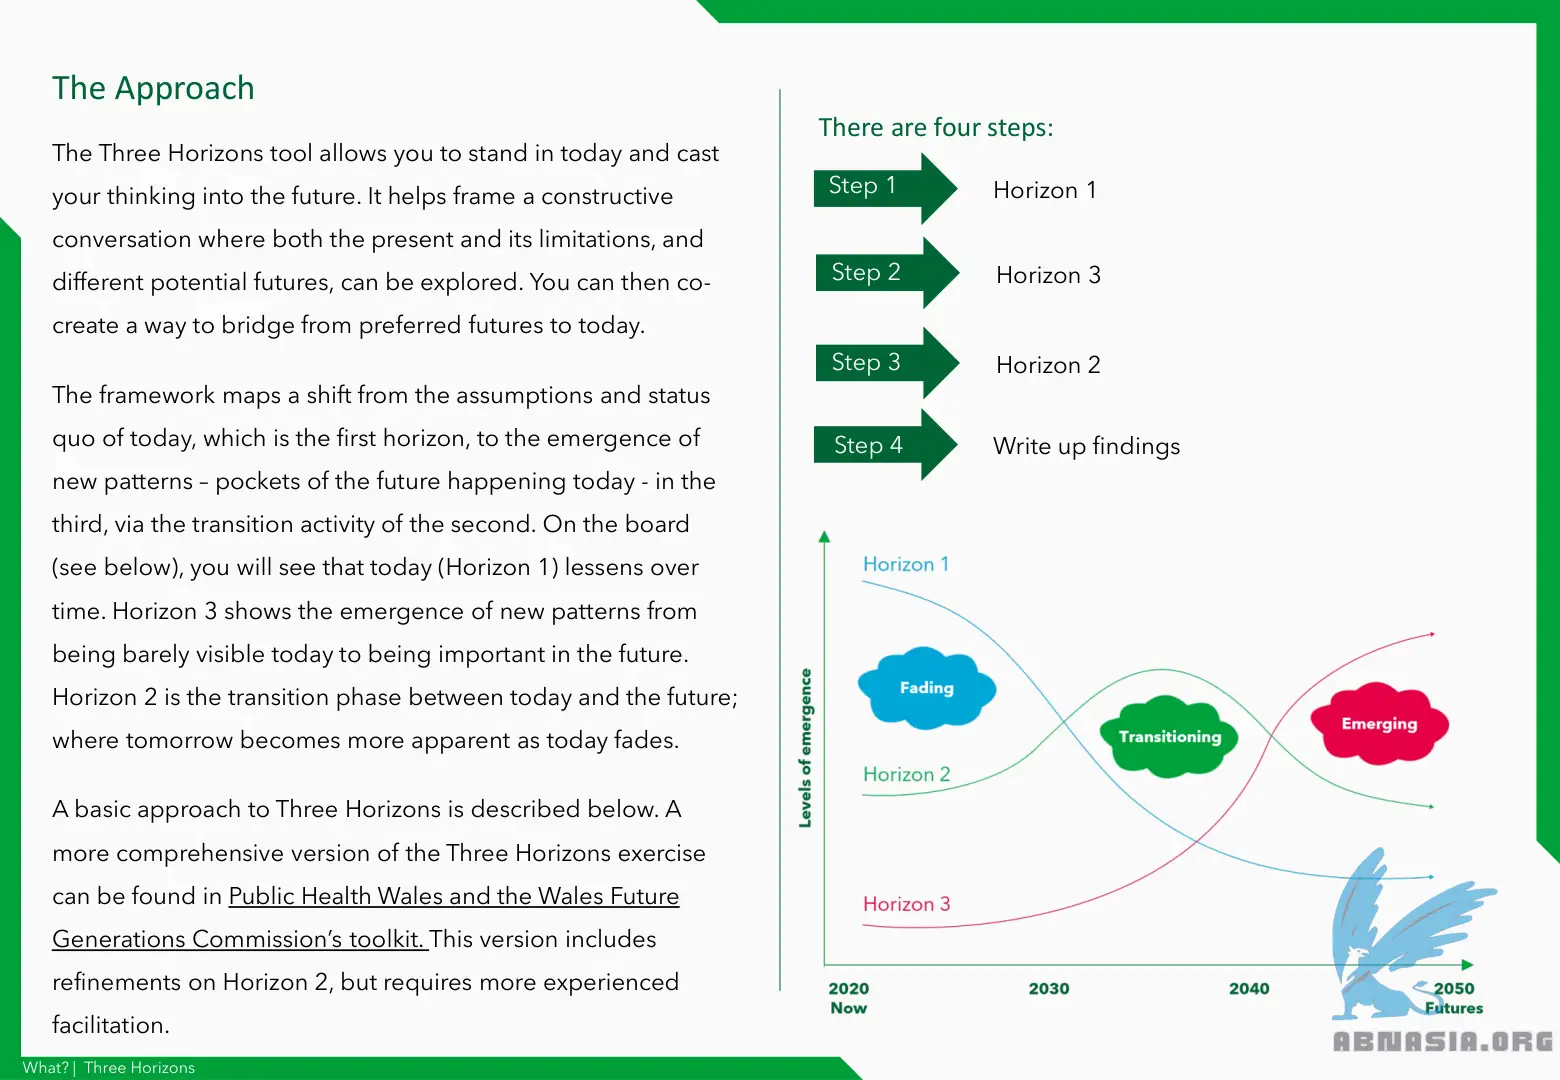 The Approach
The Three Horizons tool allows you to stand in today and cast
your thinking into the future. It helps frame a constructive
conversation where both the present and its limitations, and
different potential futures, can be explored. You can then co-
create a way to bridge from preferred futures to today.
The framework maps a shift from the assumptions and status
quo of today, which is the first horizon, to the emergence of
new patterns – pockets of the future happening today - in the
third, via the transition activity of the second. On the board
(see below), you will see that today (Horizon 1) lessens over
time. Horizon 3 shows the emergence of new patterns from
being barely visible today to being important in the future.
Horizon 2 is the transition phase between today and the future;
where tomorrow becomes more apparent as today fades.
A basic approach to Three Horizons is described below. A
more comprehensive version of the Three Horizons exercise
can be found in Public Health Wales and the Wales Future
Generations Commission’s toolkit. This version includes
refinements on Horizon 2, but requires more experienced
facilitation.
There are four steps:
Step 1 Horizon 1
Step 2 Horizon 3
Step 3 Horizon 2
Step 4 Write up findings
Levels of emergence
Horizon 1
Fading
Transitioning
Emerging
Horizon 2
Horizon 3
2020 2030 2040 2050
Now Futures
ABNASIA.ORG
What? | Three Horizons